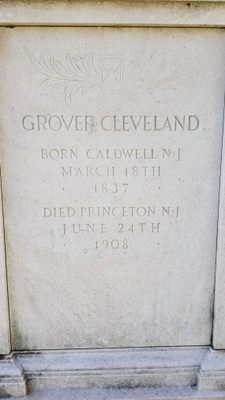 GROVER CLEVELAND
BORN CALDWELL N·J
MARCH 18TH
· 1837 ·
DIED PRINCETON N·J
JUNE 24TH
· 1908 ·